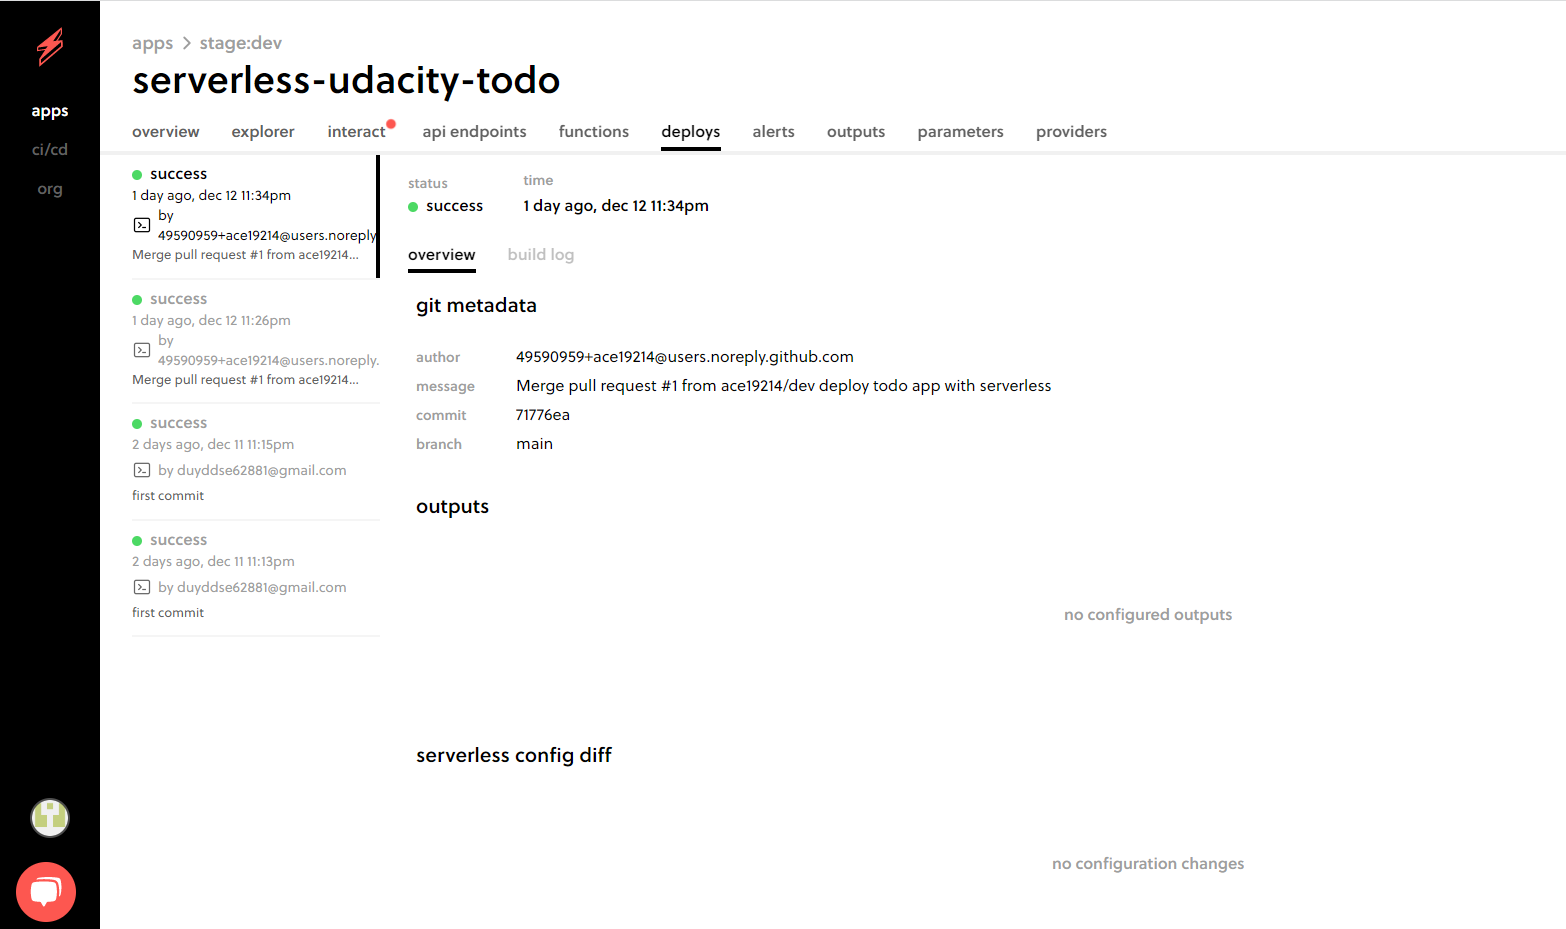 apps
ci/cd
org
apps > stage:dev
serverless-udacity-todo
overview explorer interact api endpoints functions deploys alerts outputs parameters providers
success
1 day ago, dec 12 11:34pm
by
49590959+ace19214@users.noreply
Merge pull request #1 from ace19214...
success
1 day ago, dec 12 11:26pm
by
49590959+ace19214@users.noreply.
Merge pull request #1 from ace19214...
success
2 days ago, dec 11 11:15pm
by duyddse62881@gmail.com
first commit
success
2 days ago, dec 11 11:13pm
by duyddse62881@gmail.com
first commit
status time
success 1 day ago, dec 12 11:34pm
overview build log
git metadata
author 49590959+ace19214@users.noreply.github.com
message Merge pull request #1 from ace19214/dev deploy todo app with serverless
commit 71776ea
branch main
outputs
no configured outputs
serverless config diff
no configuration changes